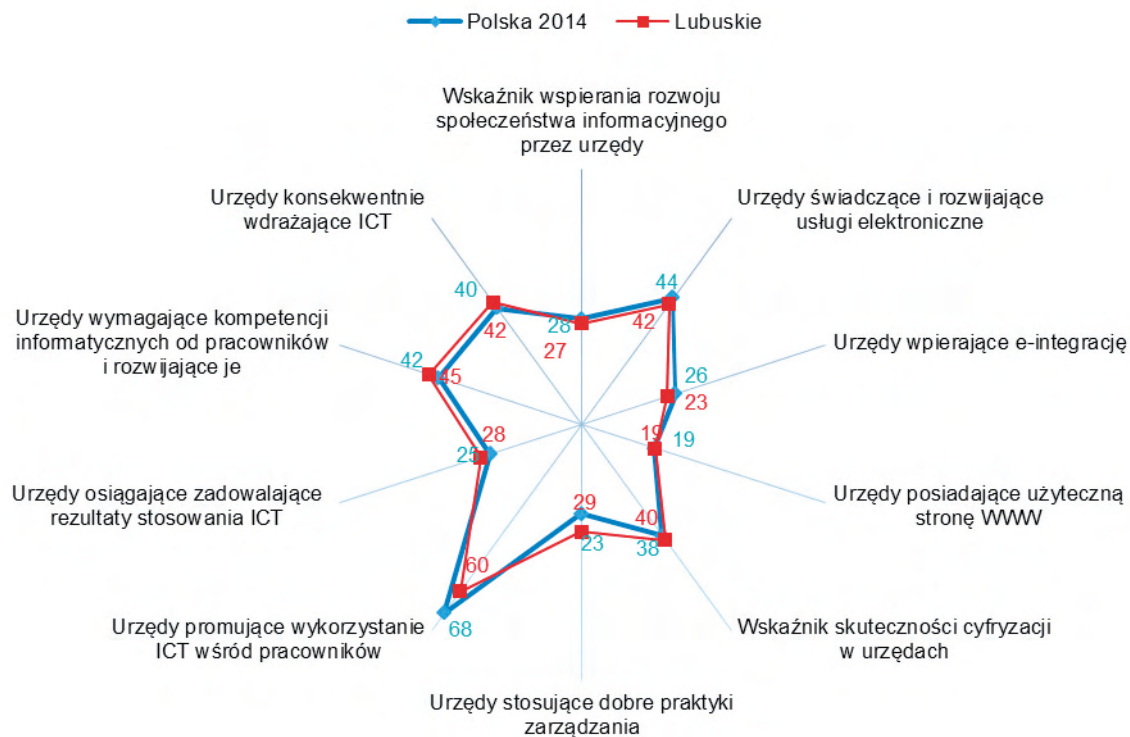 Polska 2014
Lubuskie
Wskaźnik wspierania rozwoju
społeczeństwa informacyjnego
przez urzędy
Urzędy konsekwentnie
wdrażające ICT
Urzędy świadczące i rozwijające
usługi elektroniczne
40
44
42
28
42
27
Urzędy wymagające kompetencji
informatycznych od pracowników
i rozwijające je
Urzędy wpierające e-integrację
42
45
26
23
28
25
19
19
Urzędy osiągające zadowalające
rezultaty stosowania ICT
Urzędy posiadające użyteczną
stronę WWW
29
23
40
38
60
68
Urzędy promujące wykorzystanie
ICT wśród pracowników
Wskaźnik skuteczności cyfryzacji
w urzędach
Urzędy stosujące dobre praktyki
zarządzania